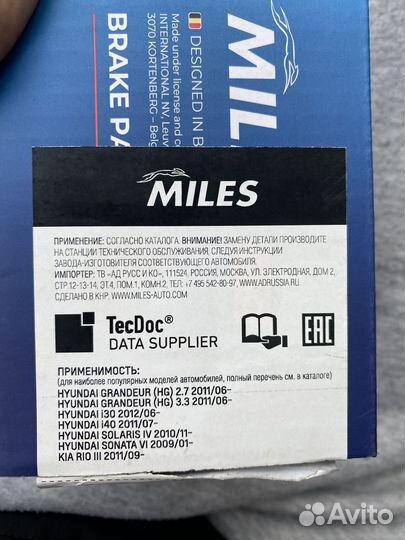 MILES
DESIGNED IN B
Made under license and co
INTERNATIONAL NV, Leuv
3070 KORTENBERG – Belg
BRAKE PA
MILES
ПРИМЕНЕНИЕ: СОГЛАСНО КАТАЛОГА. ВНИМАНИЕ! ЗАМЕНУ ДЕТАЛИ ПРОИЗВОДИТЕ
НА СТАНЦИИ ТЕХНИЧЕСКОГО ОБСЛУЖИВАНИЯ, СЛЕДУЯ ИНСТРУКЦИИ
ЗАВОДА-ИЗГОТОВИТЕЛЯ СООТВЕТСТВУЮЩЕГО АВТОМОБИЛЯ.
ИМПОРТЕР: ТВ «АД РУСС И КО», 111524, РОССИЯ, МОСКВА, УЛ. ЭЛЕКТРОДНАЯ, ДОМ 2,
СТР.12-13-14, ЭТ.4, ПОМ.1, КОМН.2, ТЕЛ.: +7 495 542-80-97, WWW.ADRUSSIA.RU
СДЕЛАНО В КНР. WWW.MILES-AUTO.COM
TecDoc®
DATA SUPPLIER
EAC
ПРИМЕНИМОСТЬ:
(для наиболее популярных моделей автомобилей, полный перечень см. в каталоге)
HYUNDAI GRANDEUR (HG) 2.7 2011/06-
HYUNDAI GRANDEUR (HG) 3.3 2011/06-
HYUNDAI i30 2012/06-
HYUNDAI i40 2011/07-
HYUNDAI SOLARIS IV 2010/11-
HYUNDAI SONATA VI 2009/01-
KIA RIO III 2011/09-
Avito